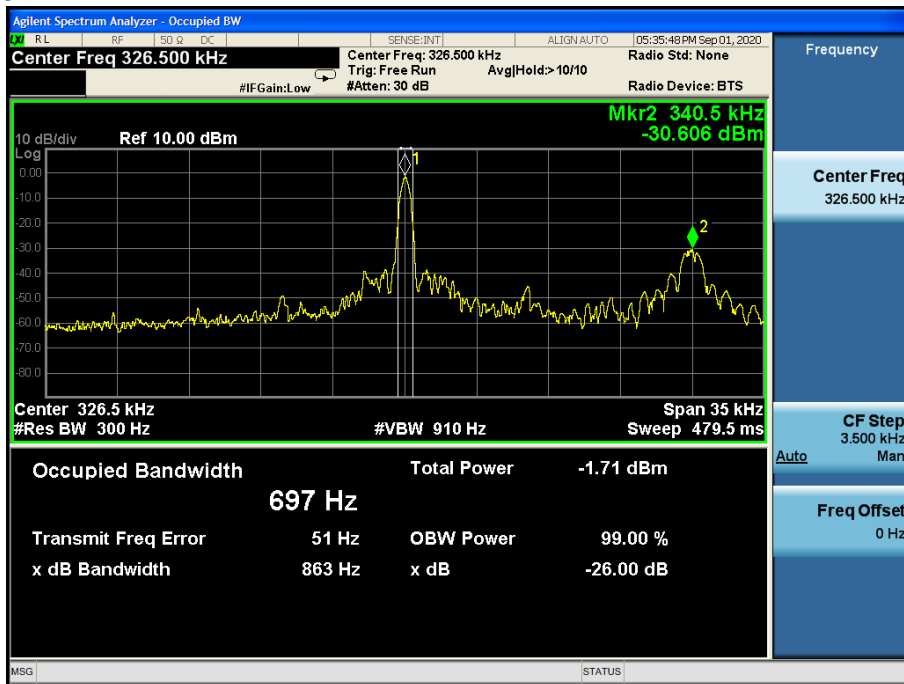 Agilent Spectrum Analyzer - Occupied BW
LXI RL RF 50 Ω DC SENSE:INT ALIGN AUTO 05:35:48 PM Sep 01, 2020
Center Freq 326.500 kHz
Center Freq: 326.500 kHz Radio Std: None
Trig: Free Run Avg|Hold:> 10/10
#IFGain:Low #Atten: 30 dB Radio Device: BTS
Mkr2 340.5 kHz
10 dB/div Ref 10.00 dBm -30.606 dBm
Log
0.00
-10.0
-20.0
-30.0
-40.0
-50.0
-60.0
-70.0
-80.0
1
2
Center 326.5 kHz Span 35 kHz
#Res BW 300 Hz #VBW 910 Hz Sweep 479.5 ms
Occupied Bandwidth Total Power -1.71 dBm
697 Hz
Transmit Freq Error 51 Hz OBW Power 99.00 %
x dB Bandwidth 863 Hz x dB -26.00 dB
MSG STATUS
Frequency
Center Freq
326.500 kHz
CF Step
3.500 kHz
Auto Man
Freq Offset
0 Hz